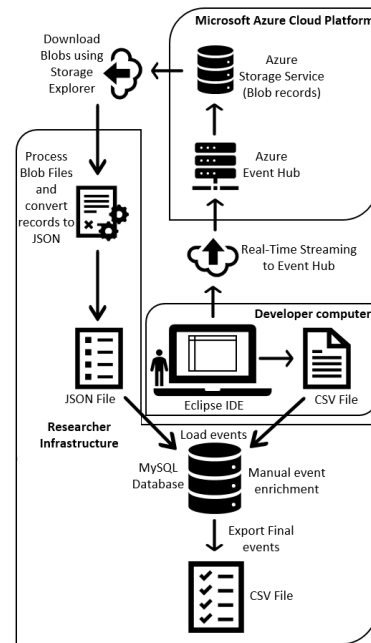 Microsoft Azure Cloud Platform
Download
Blobs using
Storage
Explorer
Azure
Storage Service
(Blob records)
Azure
Event Hub
Process
Blob Files
and
convert
records to
JSON
Real-Time Streaming
to Event Hub
Developer computer
JSON File
Eclipse IDE
CSV File
Researcher
Infrastructure
Load events
MySQL
Database
Manual event
enrichment
Export Final
events
CSV File